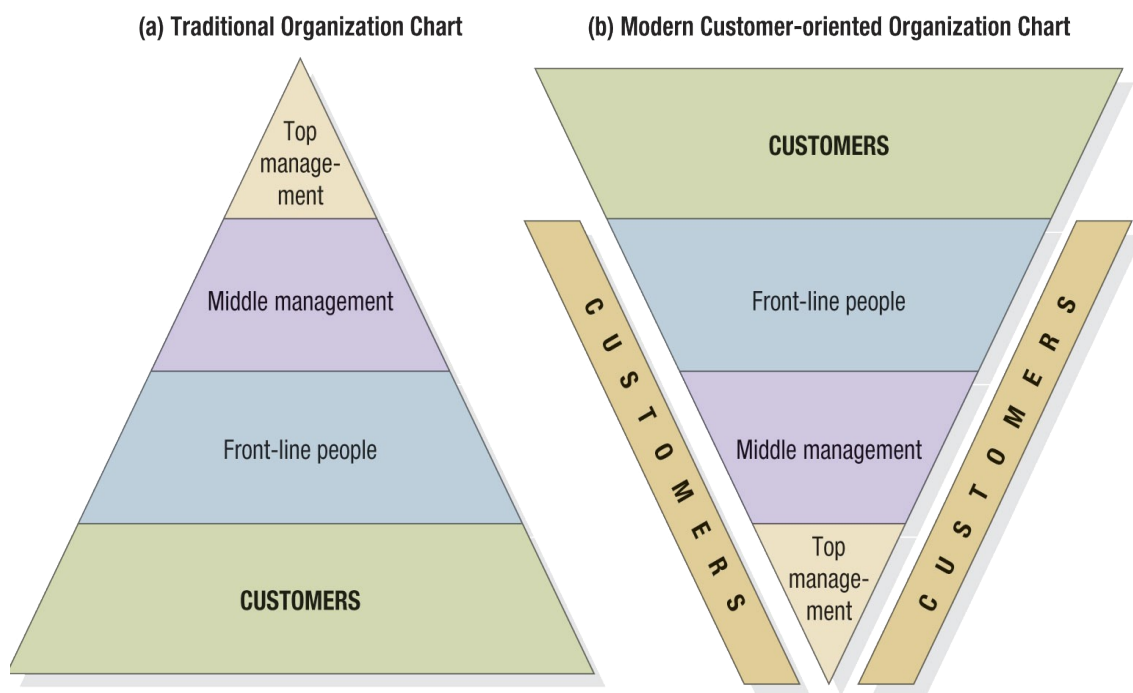 (a) Traditional Organization Chart
Top
manage-
ment
Middle management
Front-line people
CUSTOMERS
(b) Modern Customer-oriented Organization Chart
CUSTOMERS
Front-line people
Middle management
Top
manage-
ment
CUSTOMERS
CUSTOMERS